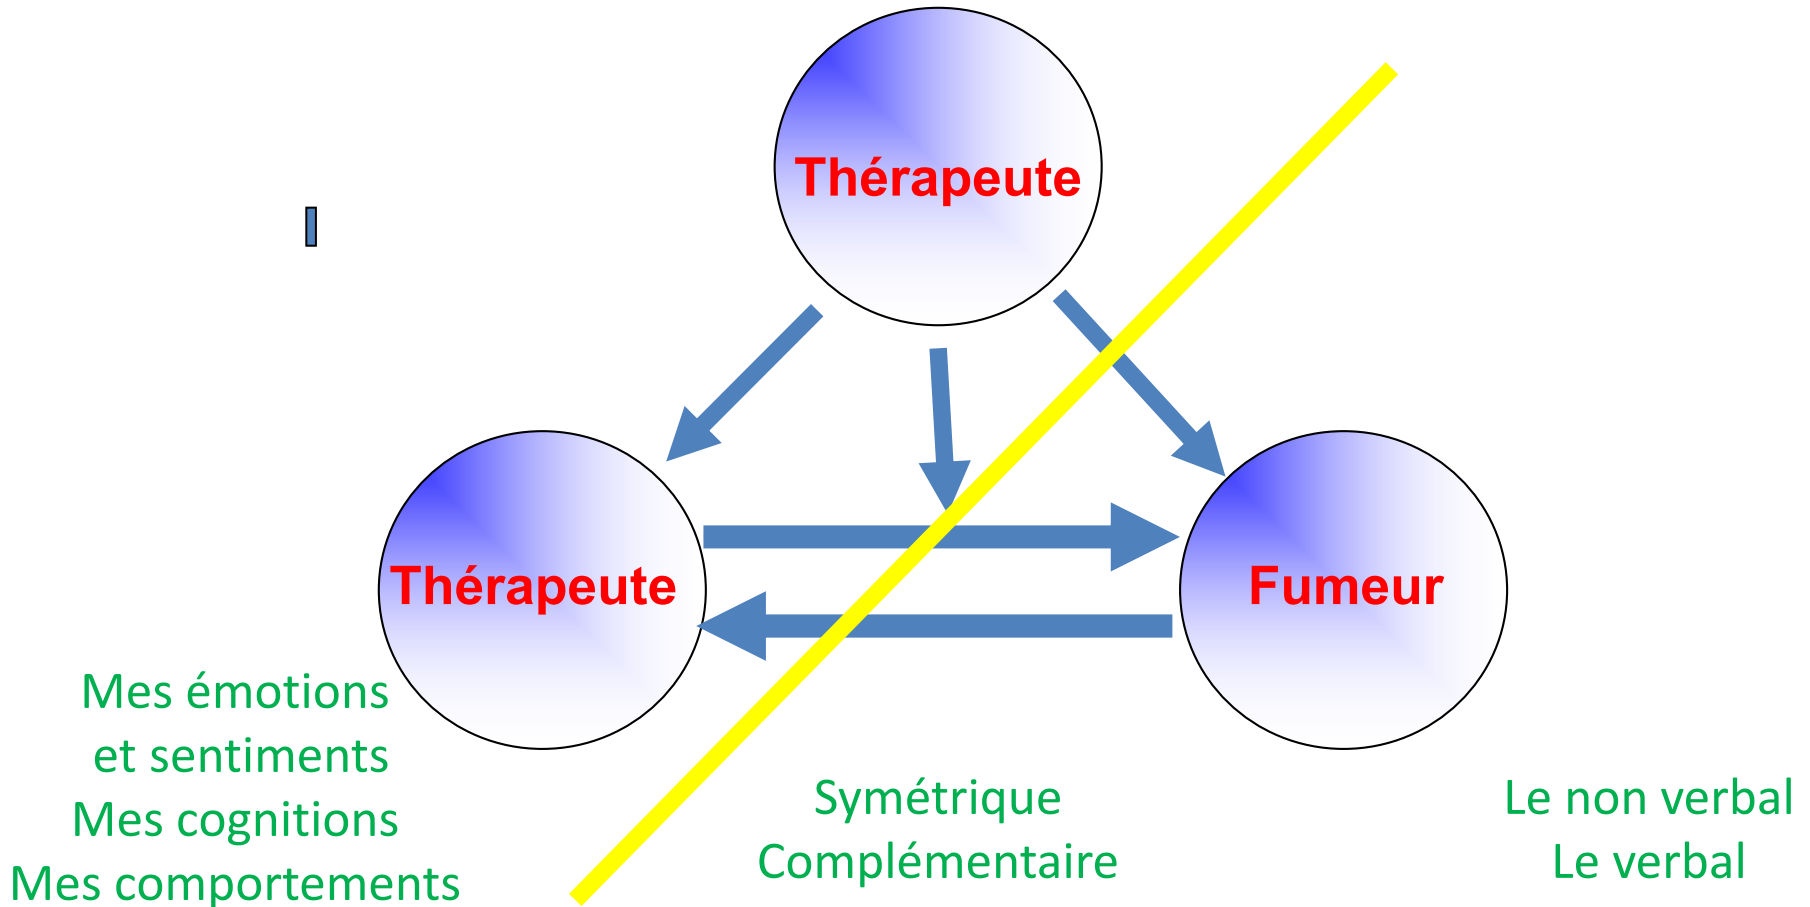 Thérapeute
Thérapeute
Fumeur
Mes émotions
et sentiments
Mes cognitions
Mes comportements
Symétrique
Complémentaire
Le non verbal
Le verbal